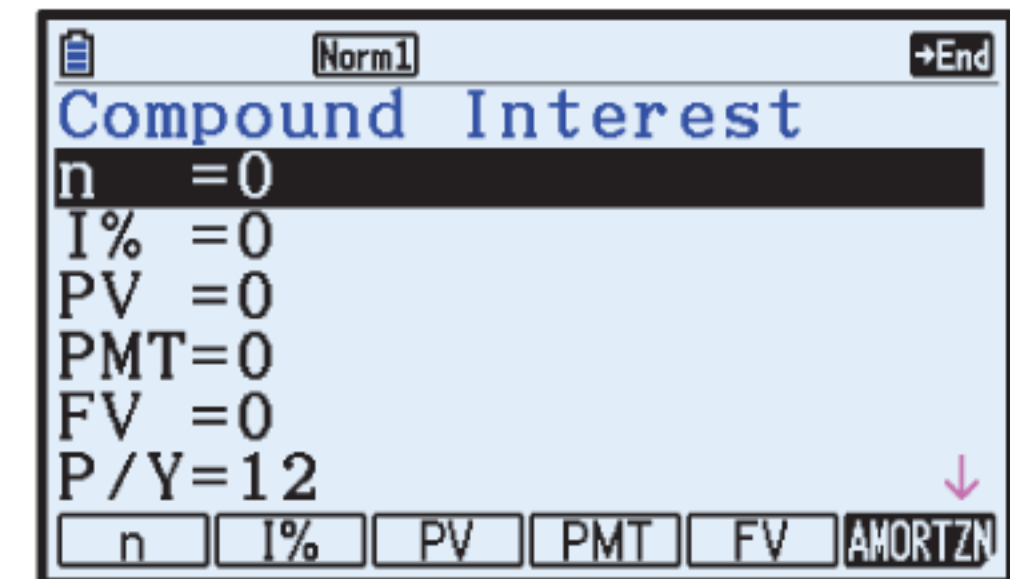 Norm1 →End
Compound Interest
n =0
I% =0
PV =0
PMT=0
FV =0
P/Y=12 ↓
n I% PV PMT FV AMORTZN